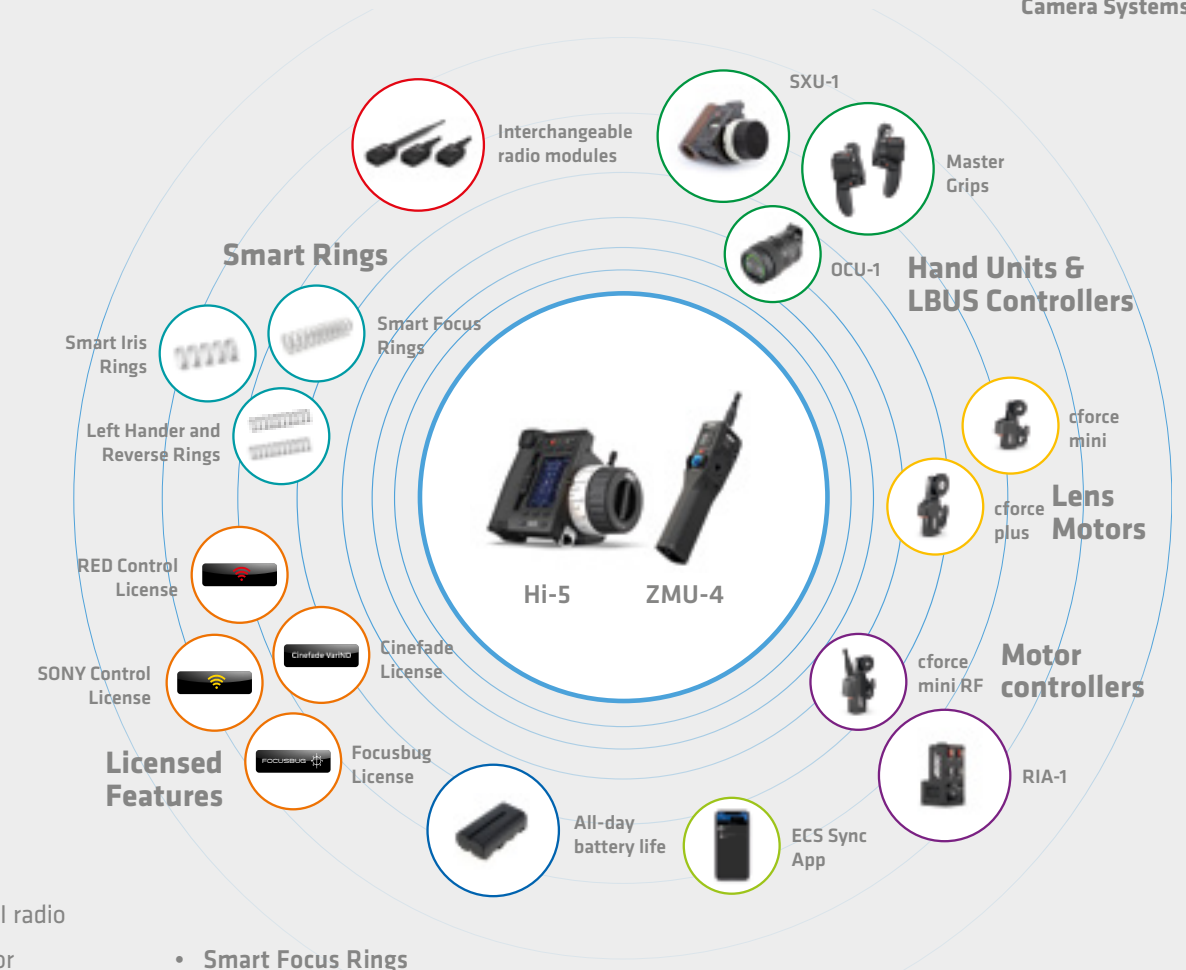 Camera Systems
SXU-1
Interchangeable
radio modules
Master
Grips
Smart Rings
OCU-1
Hand Units &
LBUS Controllers
Smart Focus
Rings
Smart Iris
Rings
Left Hander and
Reverse Rings
cforce
mini
cforce
plus
Lens
Motors
RED Control
License
Hi-5
ZMU-4
Cinefade VariND
Cinefade
License
SONY Control
License
cforce
mini RF
Motor
controllers
FOCUSBUG
Focusbug
License
Licensed
Features
RIA-1
All-day
battery life
ECS Sync
App
l radio
or
• Smart Focus Rings